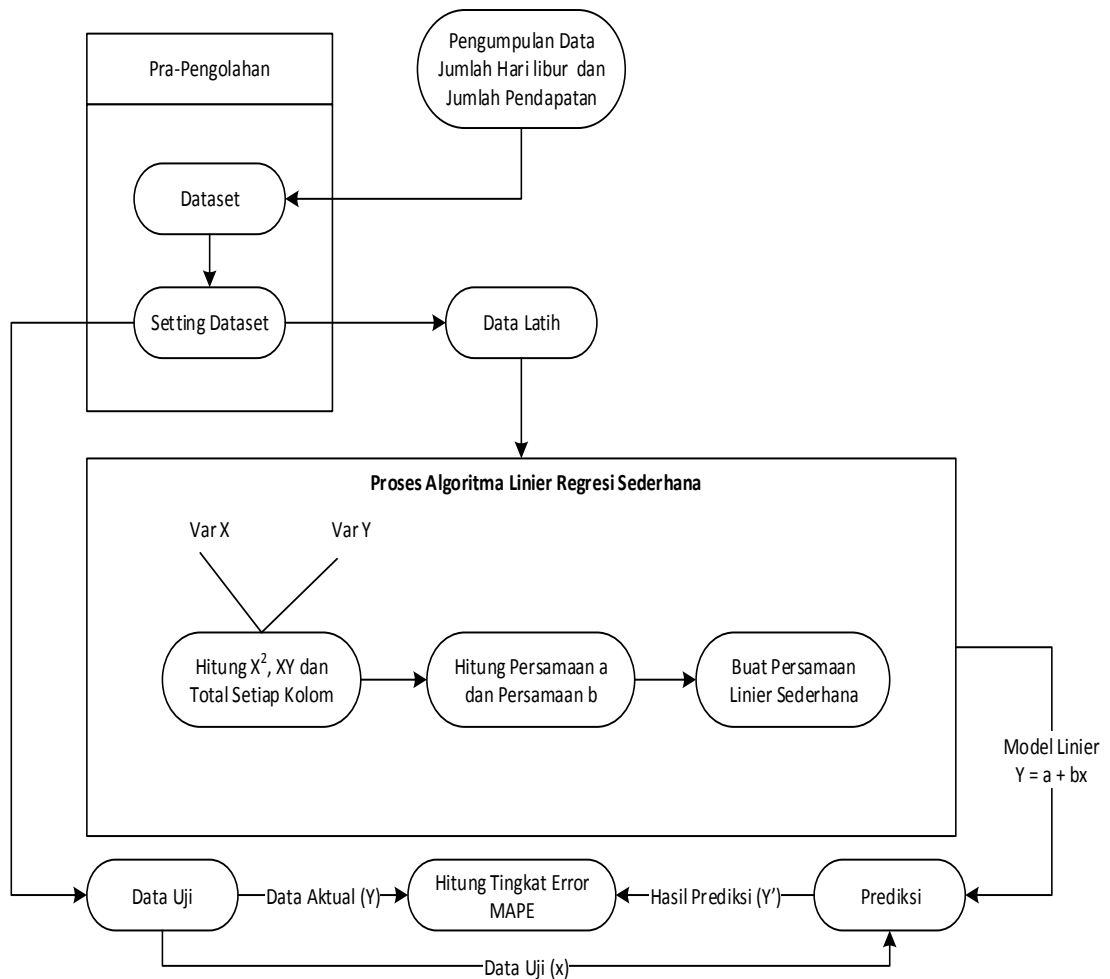 Pengumpulan Data
Jumlah Hari libur dan
Jumlah Pendapatan
Pra-Pengolahan
Dataset
Setting Dataset
Data Latih
Proses Algoritma Linier Regresi Sederhana
Var X
Var Y
Hitung X², XY dan
Total Setiap Kolom
Hitung Persamaan a
dan Persamaan b
Buat Persamaan
Linier Sederhana
Model Linier
Y = a + bx
Data Uji
Data Aktual (Y)
Hitung Tingkat Error
MAPE
Hasil Prediksi (Y’)
Prediksi
Data Uji (x)